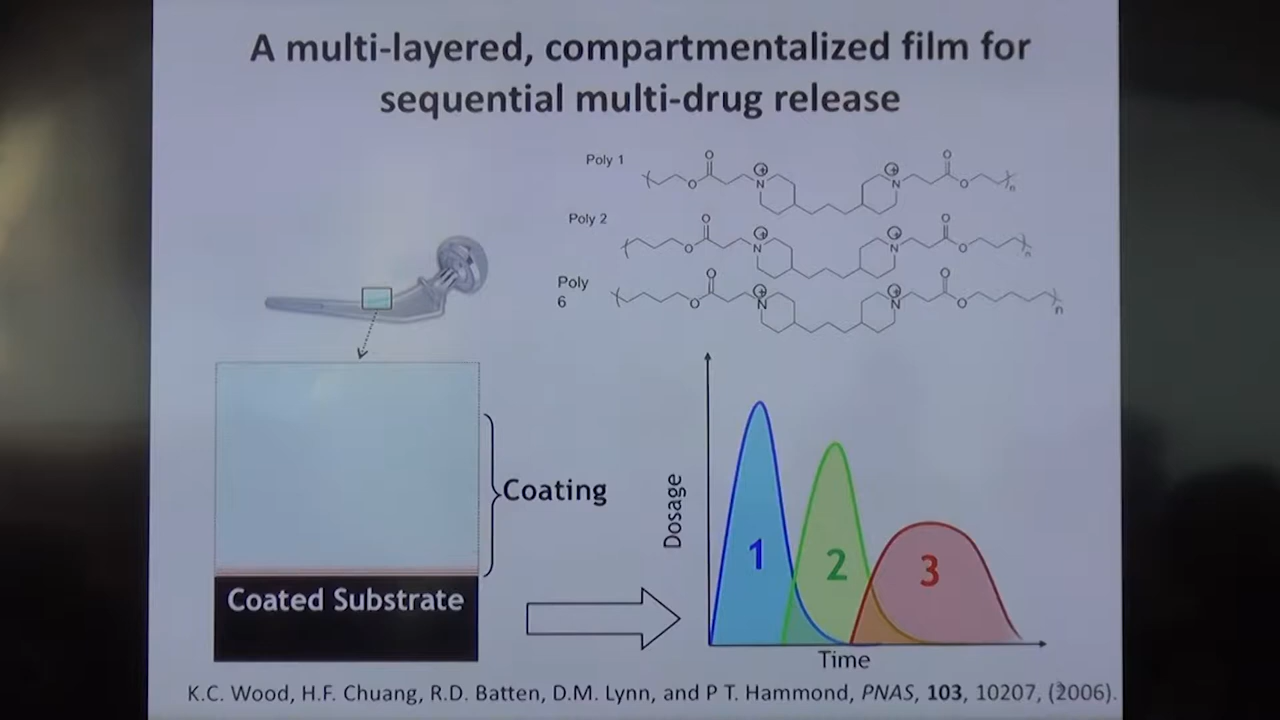 A multi-layered, compartmentalized film for
sequential multi-drug release
Poly 1
O
O
O
O
N
N
n
Poly 2
O
O
O
O
N
N
n
Poly
6
O
O
O
O
N
N
n
Coating
Coated Substrate
Dosage
1
2
3
Time
K.C. Wood, H.F. Chuang, R.D. Batten, D.M. Lynn, and P T. Hammond, PNAS, 103, 10207, (2006).